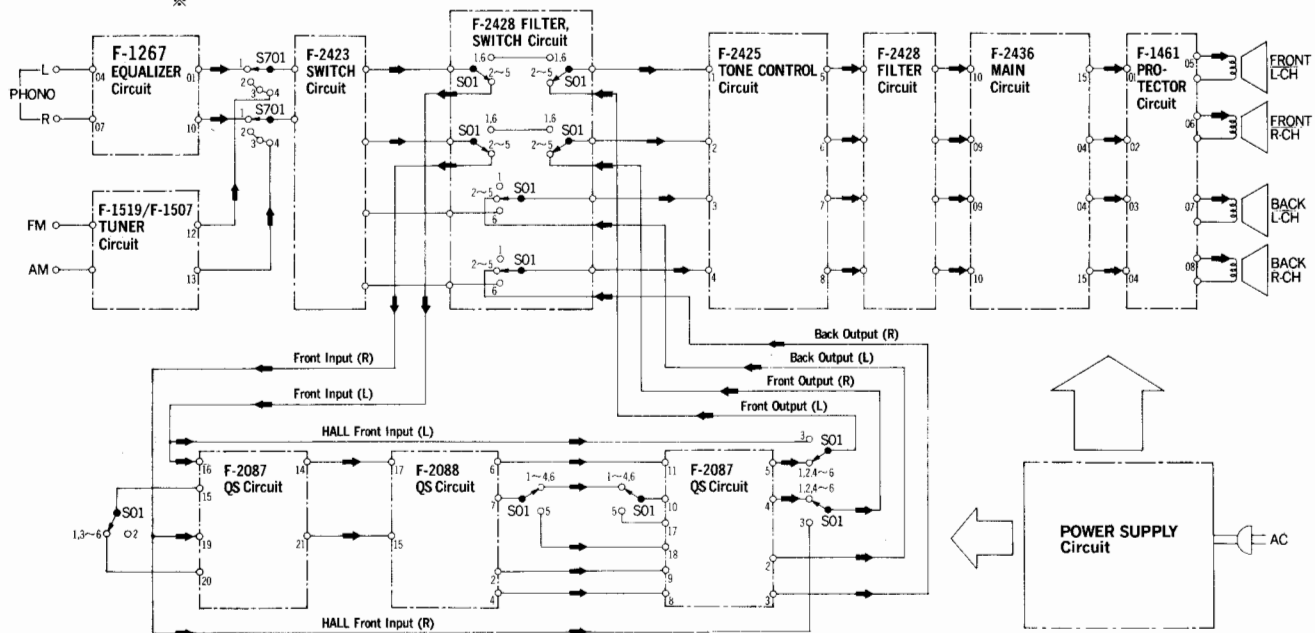 ※
F-1267
EQUALIZER
Circuit
F-2423
SWITCH
Circuit
F-2428 FILTER,
SWITCH Circuit
F-2425
TONE CONTROL
Circuit
F-2428
FILTER
Circuit
F-2436
MAIN
Circuit
F-1461
PRO-
TECTOR
Circuit
PHONO
L
R
04
07
01
10
S701
1
2
3
4
S701
1
2
3
4
F-1519/F-1507
TUNER
Circuit
FM
AM
12
13
1.6
2~5
S01
1.6
2~5
S01
1,6
2~5
S01
1,6
2~5
S01
1
2~5
6
S01
1
2~5
6
S01
1
2
3
4
5
6
7
8
10
09
09
10
15
04
04
15
01
02
03
04
05
06
07
08
FRONT
L-CH
FRONT
R-CH
BACK
L-CH
BACK
R-CH
Back Output (R)
Front Input (R)
Back Output (L)
Front Output (R)
Front Input (L)
Front Output (L)
HALL Front Input (L)
F-2087
QS Circuit
16
15
19
20
14
21
S01
1,3~6
2
F-2088
QS Circuit
17
15
6
7
2
4
1~4,6
S01
5
1~4,6
S01
5
F-2087
QS Circuit
11
10
17
18
9
8
5
4
2
3
3
S01
1,2,4~6
1,2,4~6
S01
3
HALL Front Input (R)
POWER SUPPLY
Circuit
AC